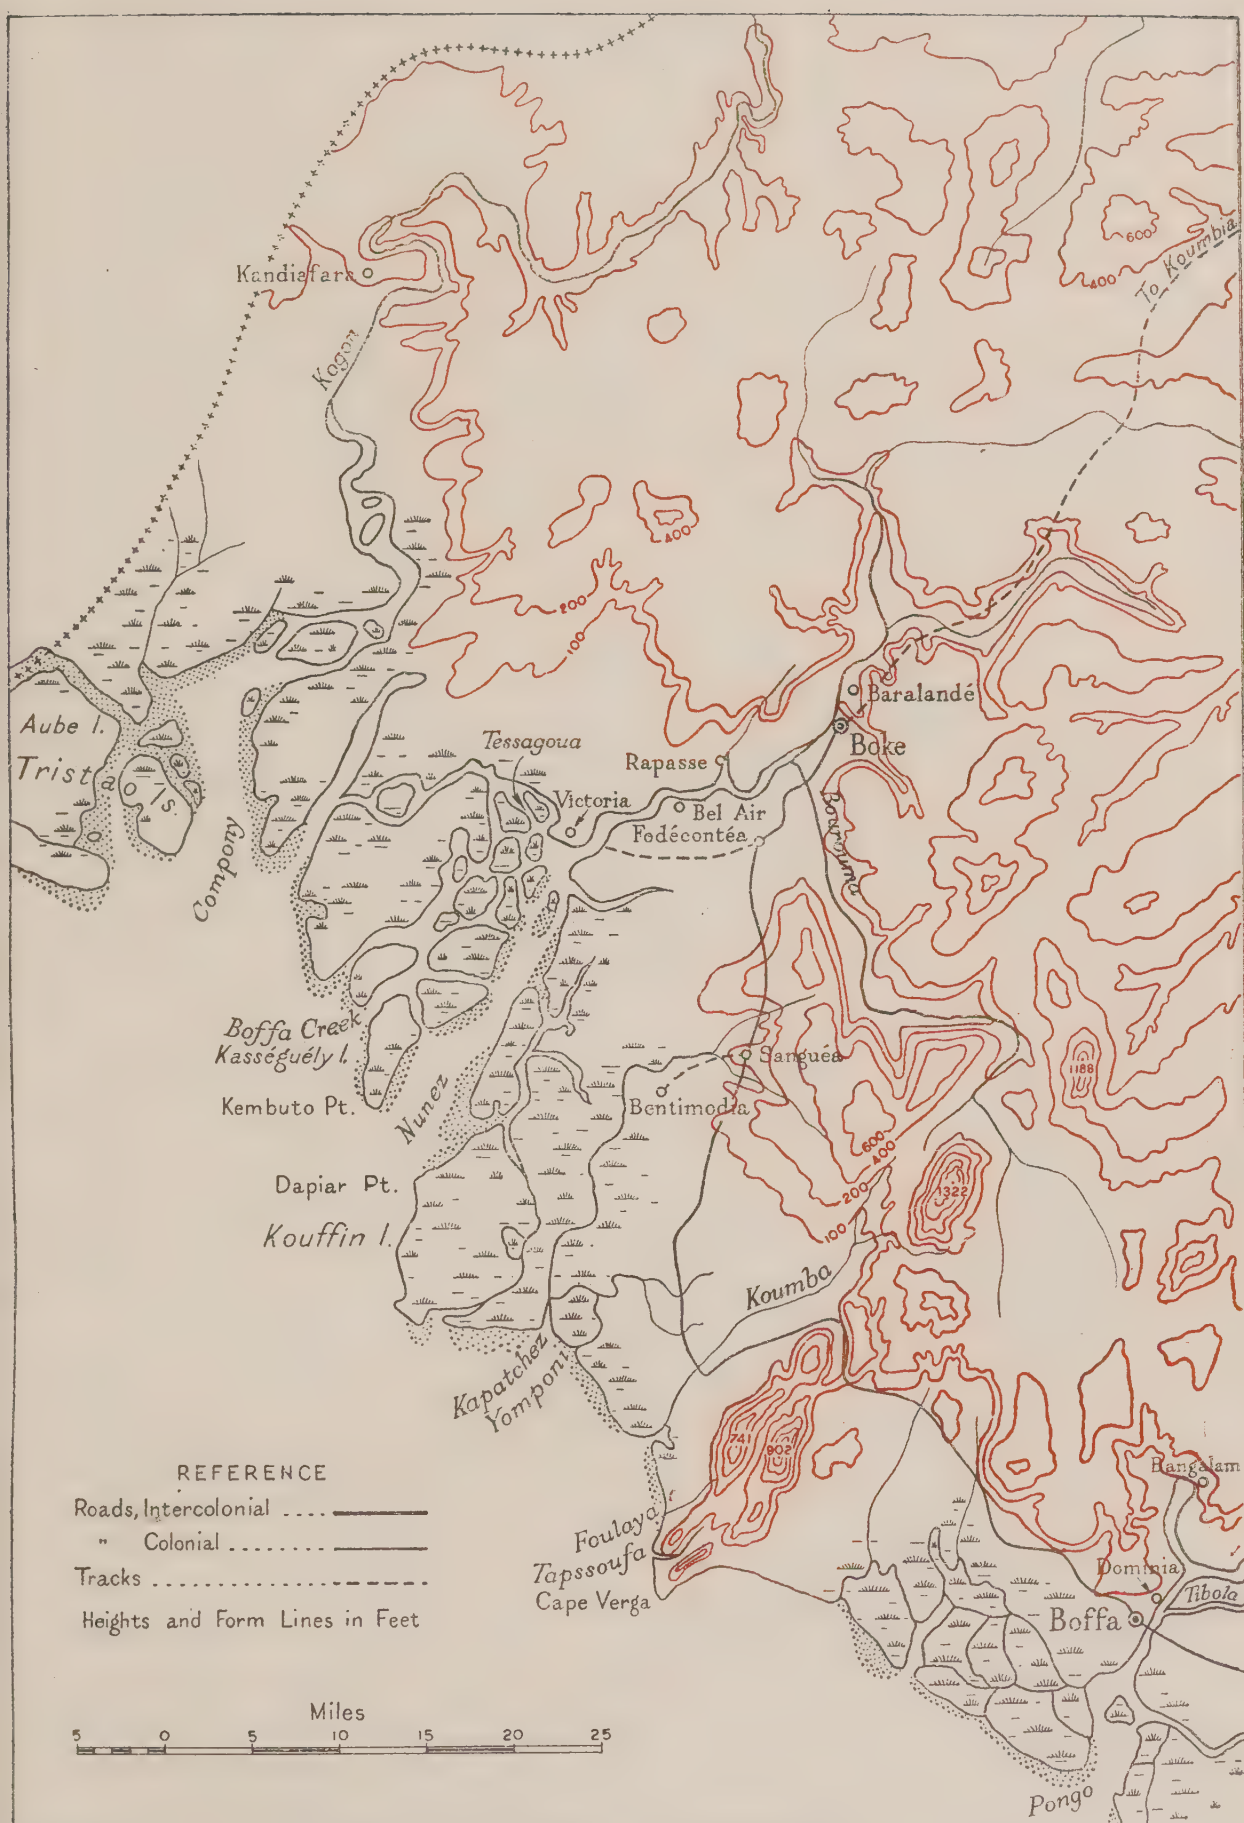 600
400
To Koumbia
Kandiafara
Kogon
400
200
100
Baralandé
Aube I.
Boke
Tessagoua
Trist
a
o Is.
Rapasse
Victoria
Bel Air
Fodécontéa
Bourouma
Compony
Boffa Creek
Kasséguély I.
Sanguéa
1188
Kembuto Pt.
Nunez
Bentimodia
600
400
Dapiar Pt.
200
1322
100
Kouffin I.
Koumba
Kapatchez
Yomponi
741
902
REFERENCE
Bangalam
Roads, Intercolonial ....
" Colonial ........
Foulaya
Tracks ..............
Tapssoufa
Dominia
Cape Verga
Tibola
Heights and Form Lines in Feet
Boffa
Miles
5 0 5 10 15 20 25
Pongo